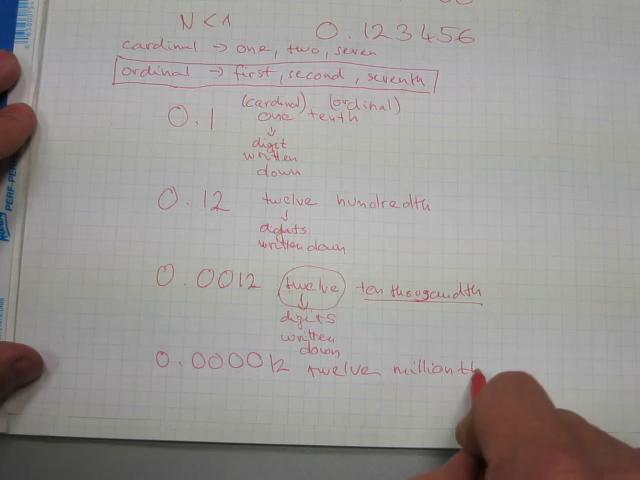 N < 1 0.123456
cardinal → one, two, seven
ordinal → first, second, seventh
(cardinal) (ordinal)
0.1 one tenth
↓
digit
written
down
0.12 twelve hundredth
↓
digits
written down
0.0012 twelve ten thousandth
↓
digits
written
down
0.000012 twelve millionth